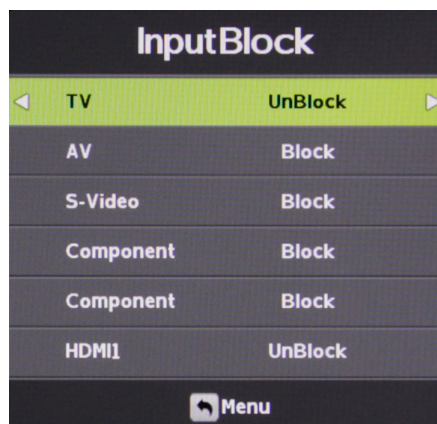 InputBlock
TV UnBlock
AV Block
S-Video Block
Component Block
Component Block
HDMI1 UnBlock
Menu